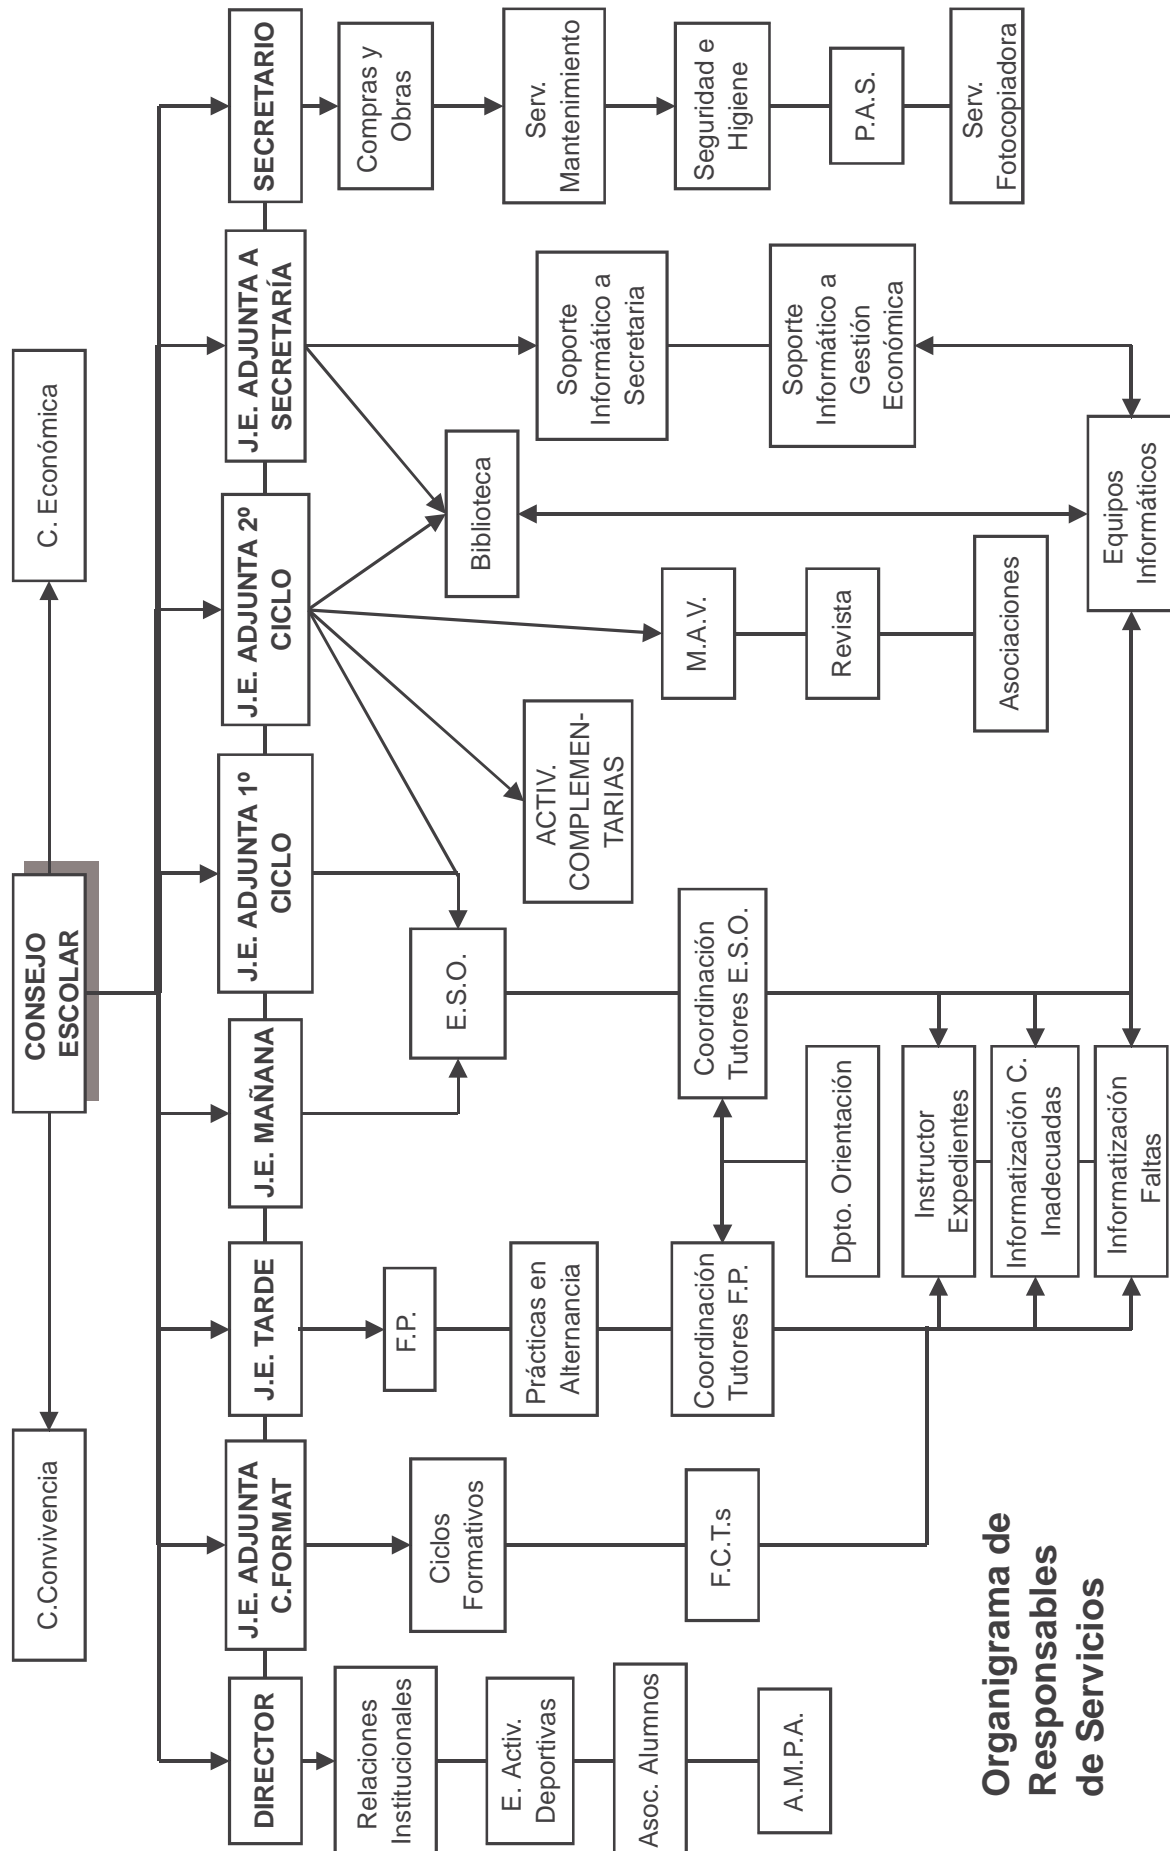 CONSEJO
ESCOLAR
C.Convivencia
C. Económica
DIRECTOR
J.E. ADJUNTA
C.FORMAT
J.E. TARDE
J.E. MAÑANA
J.E. ADJUNTA 1º
CICLO
J.E. ADJUNTA 2º
CICLO
J.E. ADJUNTA A
SECRETARÍA
SECRETARIO
Relaciones
Institucionales
E. Activ.
Deportivas
Asoc. Alumnos
A.M.P.A.
Ciclos
Formativos
F.C.T.s
F.P.
Prácticas en
Alternancia
Coordinación
Tutores F.P.
E.S.O.
Coordinación
Tutores E.S.O.
Dpto. Orientación
Instructor
Expedientes
Informatización C.
Inadecuadas
Informatización
Faltas
ACTIV.
COMPLEMEN-
TARIAS
M.A.V.
Revista
Asociaciones
Biblioteca
Soporte
Informático a
Secretaria
Soporte
Informático a
Gestión
Económica
Equipos
Informáticos
Compras y
Obras
Serv.
Mantenimiento
Seguridad e
Higiene
P.A.S.
Serv.
Fotocopiadora
Organigrama de
Responsables
de Servicios